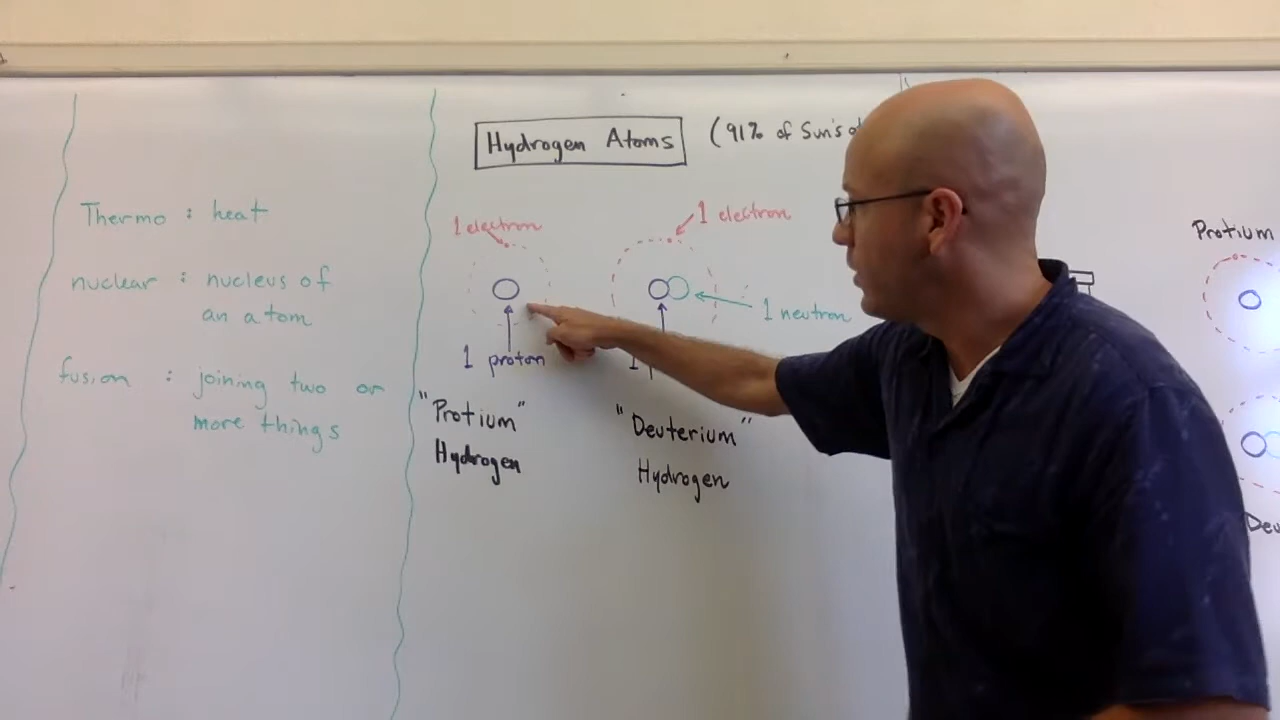 Thermo : heat
nuclear : nucleus of
an atom
fusion : joining two or
more things
Hydrogen Atoms (91% of Sun's
1 electron
1 proton
"Protium"
Hydrogen
1 electron
1 neutron
1
"Deuterium"
Hydrogen
Protium